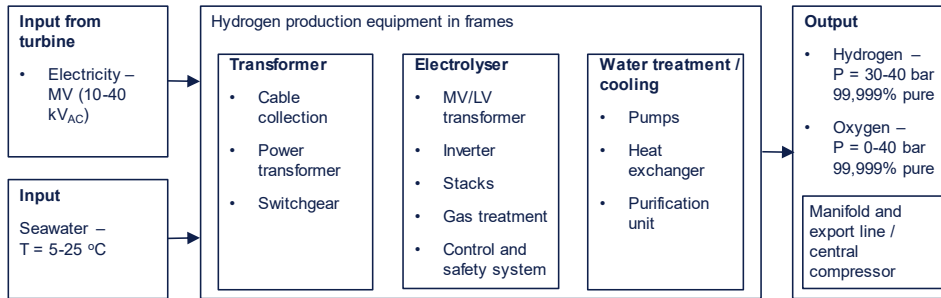 Input from
turbine
• Electricity –
MV (10-40
kVAC)
Input
Seawater –
T = 5-25 ºC
Hydrogen production equipment in frames
Transformer
• Cable
collection
• Power
transformer
• Switchgear
Electrolyser
• MV/LV
transformer
• Inverter
• Stacks
• Gas treatment
• Control and
safety system
Water treatment /
cooling
• Pumps
• Heat
exchanger
• Purification
unit
Output
• Hydrogen –
P = 30-40 bar
99,999% pure
• Oxygen –
P = 0-40 bar
99,999% pure
Manifold and
export line /
central
compressor